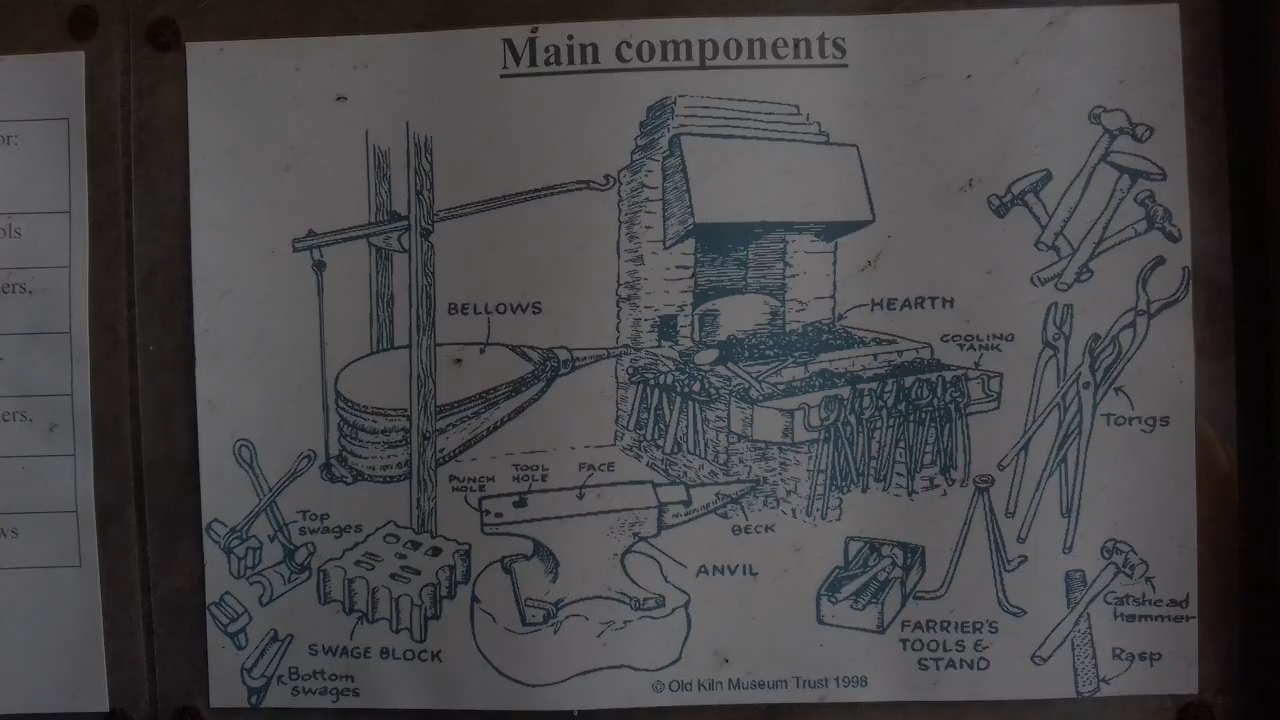 Main components
or:
ols
ers,
ers,
ws
BELLOWS
HEARTH
COOLING
TANK
Tongs
PUNCH
HOLE
TOOL
HOLE
FACE
BECK
ANVIL
Top
swages
SWAGE BLOCK
Bottom
swages
FARRIER'S
TOOLS &
STAND
Catshead
hammer
Rasp
© Old Kiln Museum Trust 1998